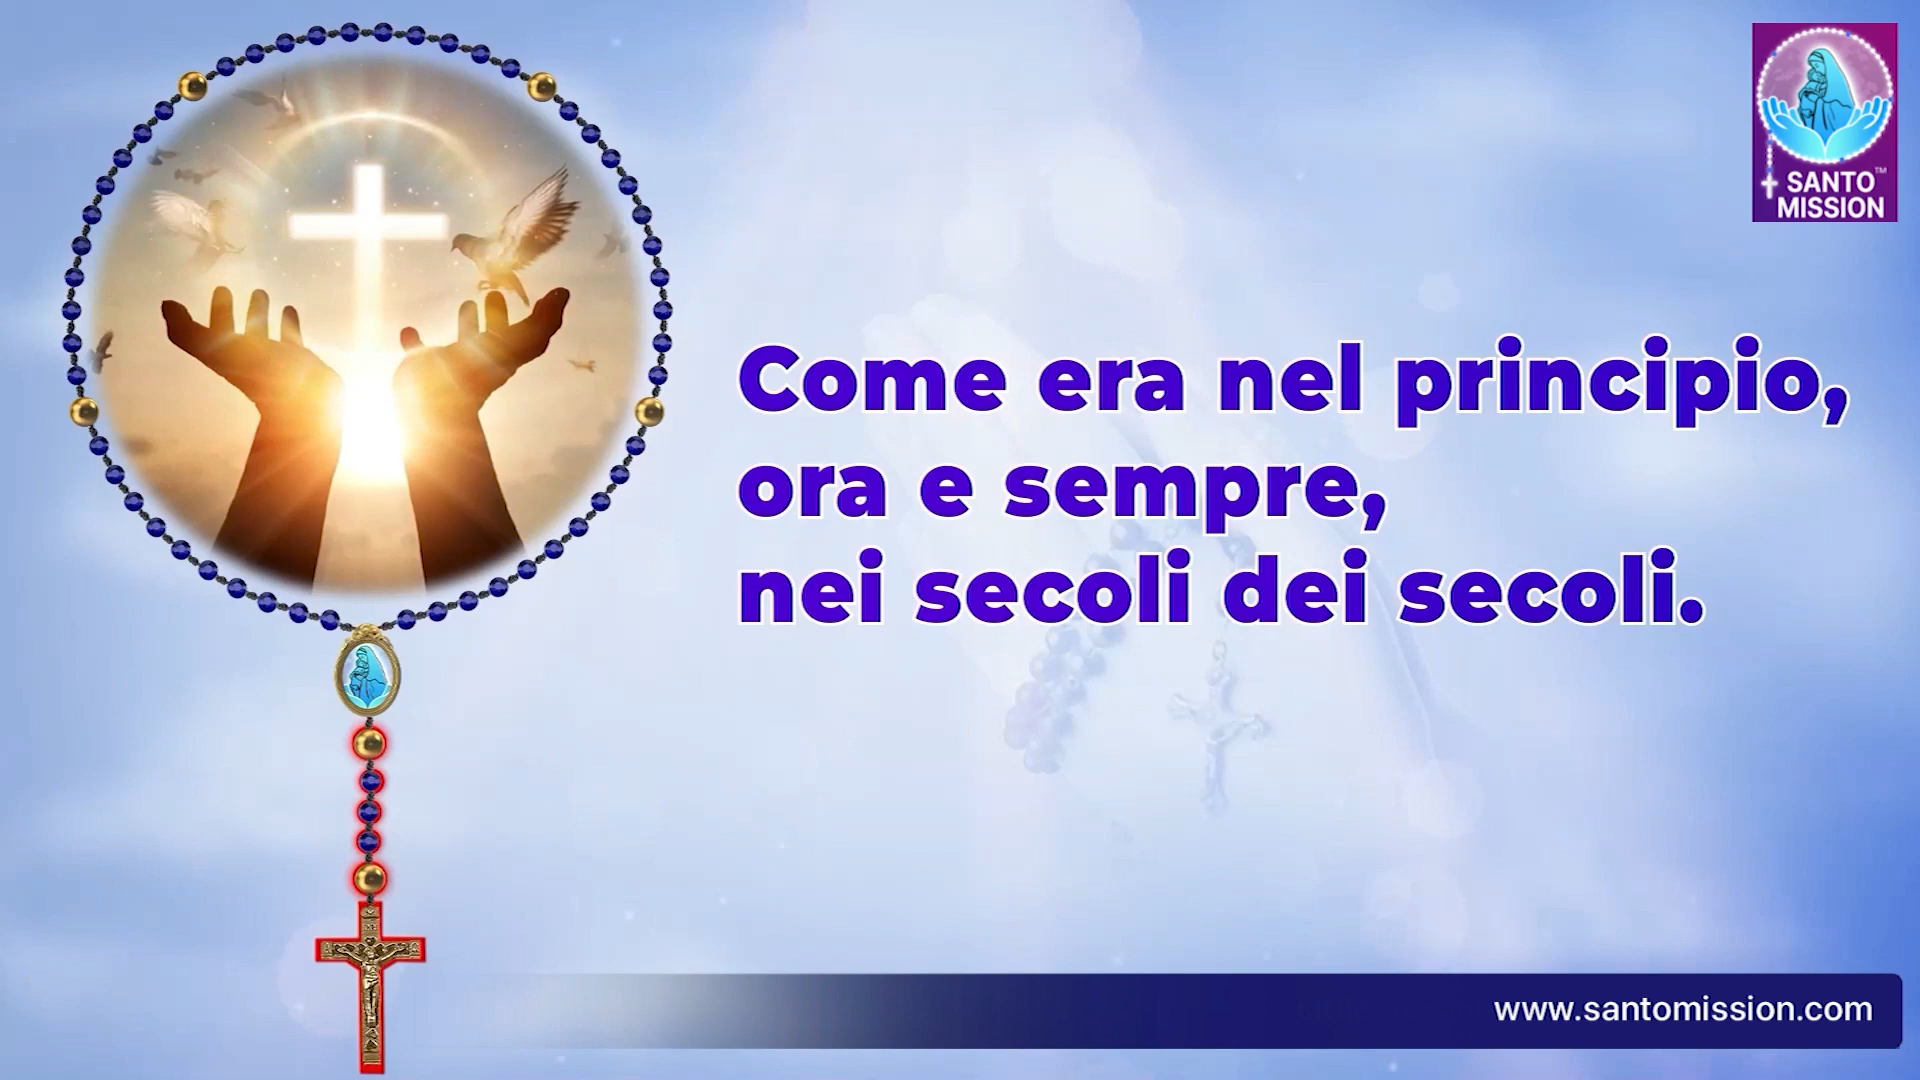 SANTO™
MISSION
Come era nel principio,
ora e sempre,
nei secoli dei secoli.
www.santomission.com